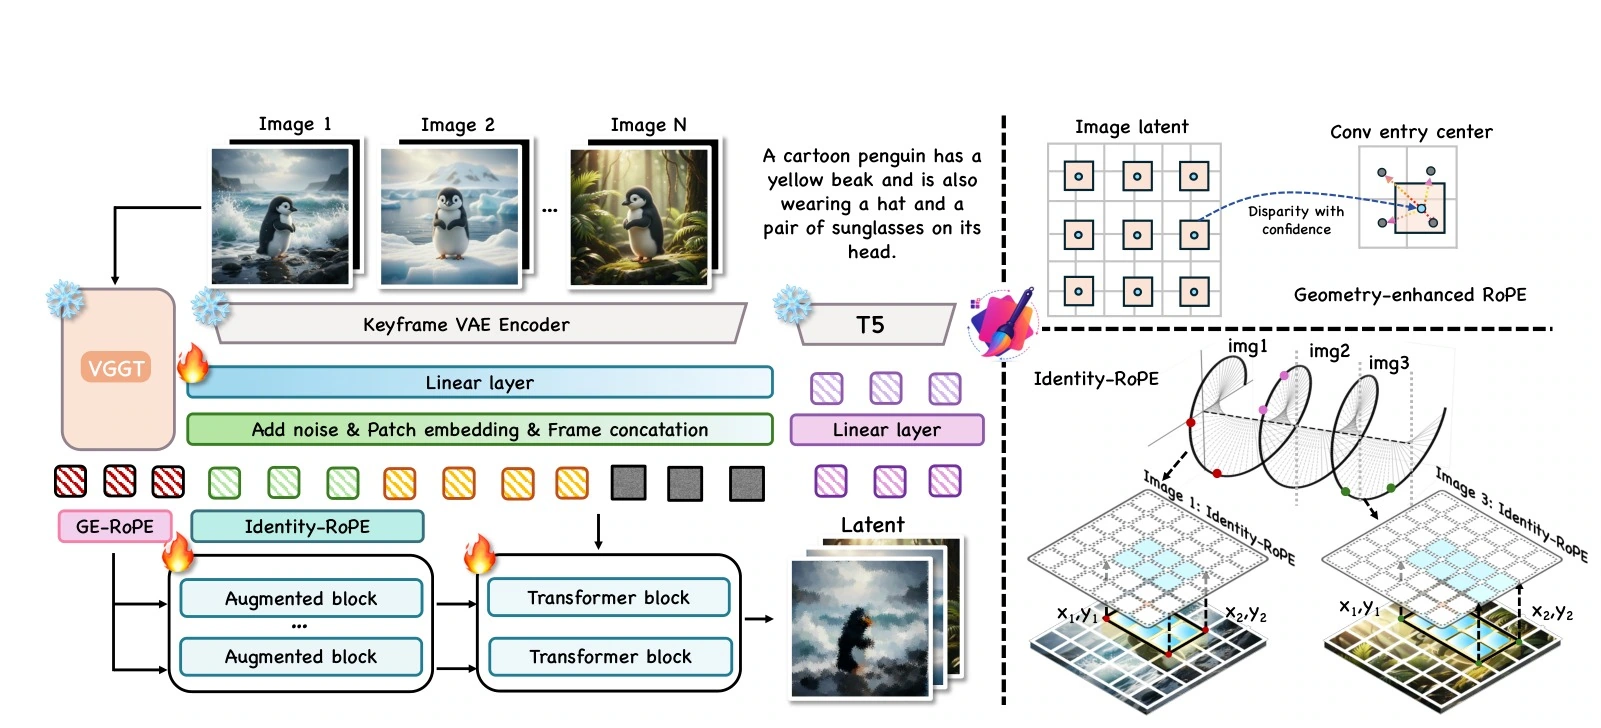 Image 1
Image 2
Image N
...
A cartoon penguin has a
yellow beak and is also
wearing a hat and a
pair of sunglasses on its
head.
VGGT
Keyframe VAE Encoder
T5
Linear layer
Add noise & Patch embedding & Frame concatation
Linear layer
GE-RoPE
Identity-RoPE
Augmented block
...
Augmented block
Transformer block
Transformer block
Latent
Image latent
Conv entry center
Disparity with
confidence
Geometry-enhanced RoPE
Identity-RoPE
img1
img2
img3
Image 1: Identity-RoPE
x₁,y₁
x₂,y₂
Image 3: Identity-RoPE
x₁,y₁
x₂,y₂